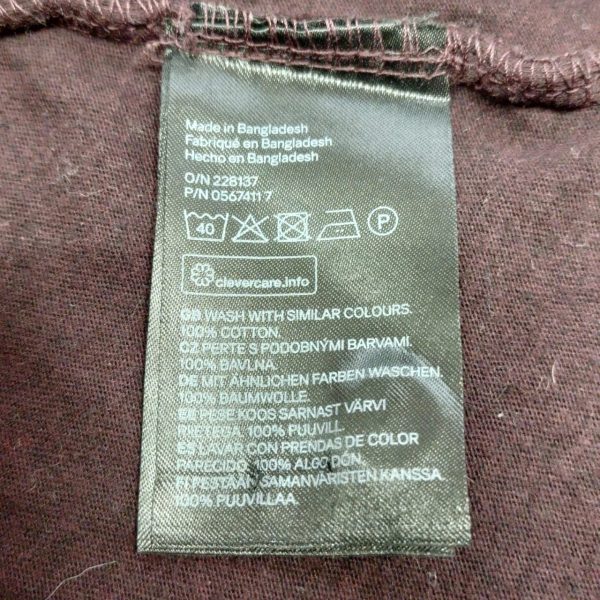 Made in Bangladesh
Fabriqué en Bangladesh
Hecho en Bangladesh
O/N 228137
P/N 0567411 7
40 P
clevercare.info
GB WASH WITH SIMILAR COLOURS.
100% COTTON.
CZ PERTE S PODOBNÝMI BARVAMI.
100% BAVLNA.
DE MIT ÄHNLICHEN FARBEN WASCHEN.
100% BAUMWOLLE.
EE PESE KOOS SARNAST VÄRVI
RIIETEGA. 100% PUUVILL.
ES LAVAR CON PRENDAS DE COLOR
PARECIDO. 100% ALGODÓN.
FI PESTÄÄN SAMANVÄRISTEN KANSSA.
100% PUUVILLAA.